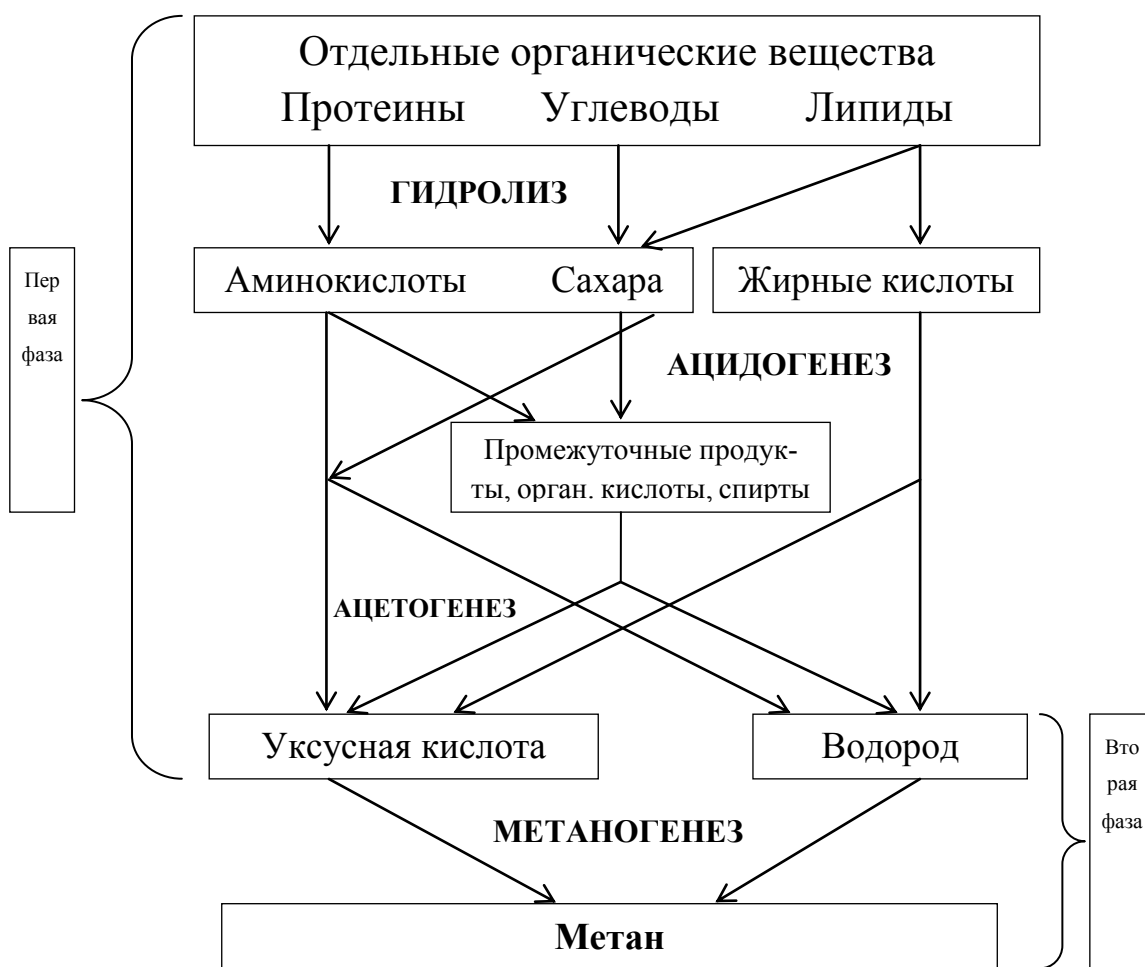 Отдельные органические вещества
Протеины Углеводы Липиды
ГИДРОЛИЗ
Пер
вая
фаза
Аминокислоты Сахара
Жирные кислоты
АЦИДОГЕНЕЗ
Промежуточные продук-
ты, орган. кислоты, спирты
АЦЕТОГЕНЕЗ
Уксусная кислота
Водород
Вто
рая
фаза
МЕТАНОГЕНЕЗ
Метан